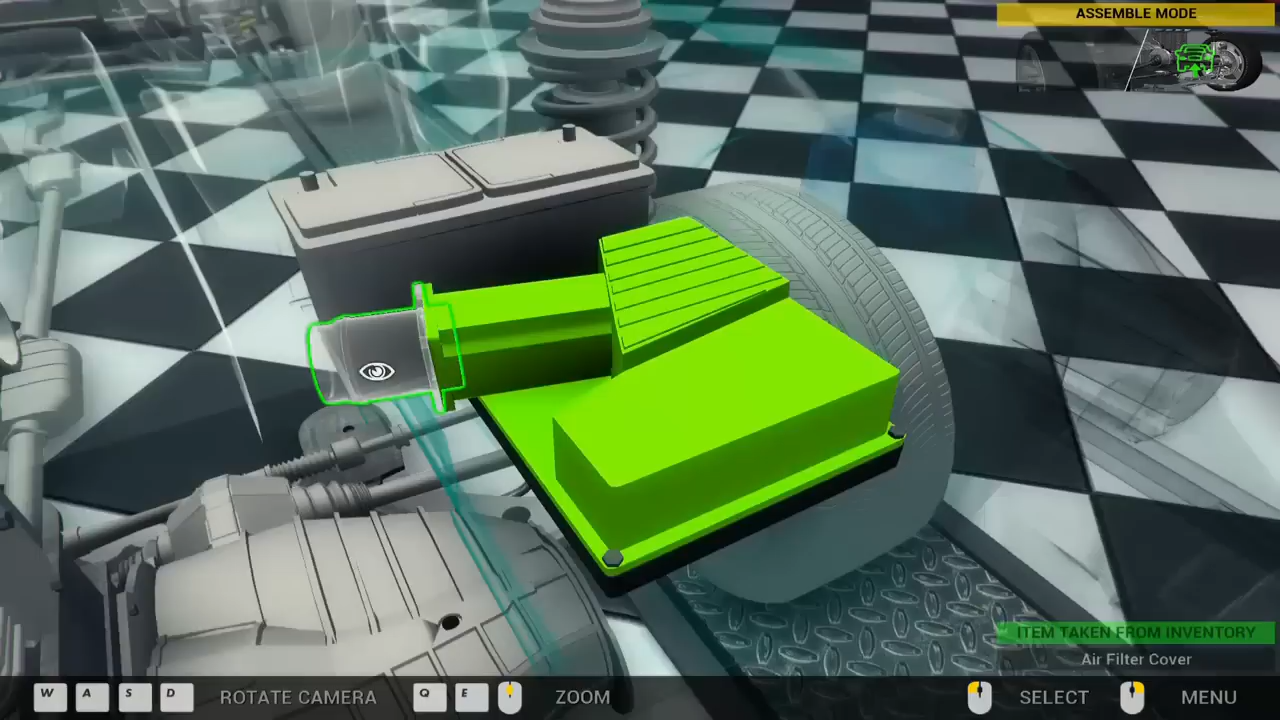 ASSEMBLE MODE
ITEM TAKEN FROM INVENTORY
Air Filter Cover
W A S D ROTATE CAMERA Q E ZOOM SELECT MENU